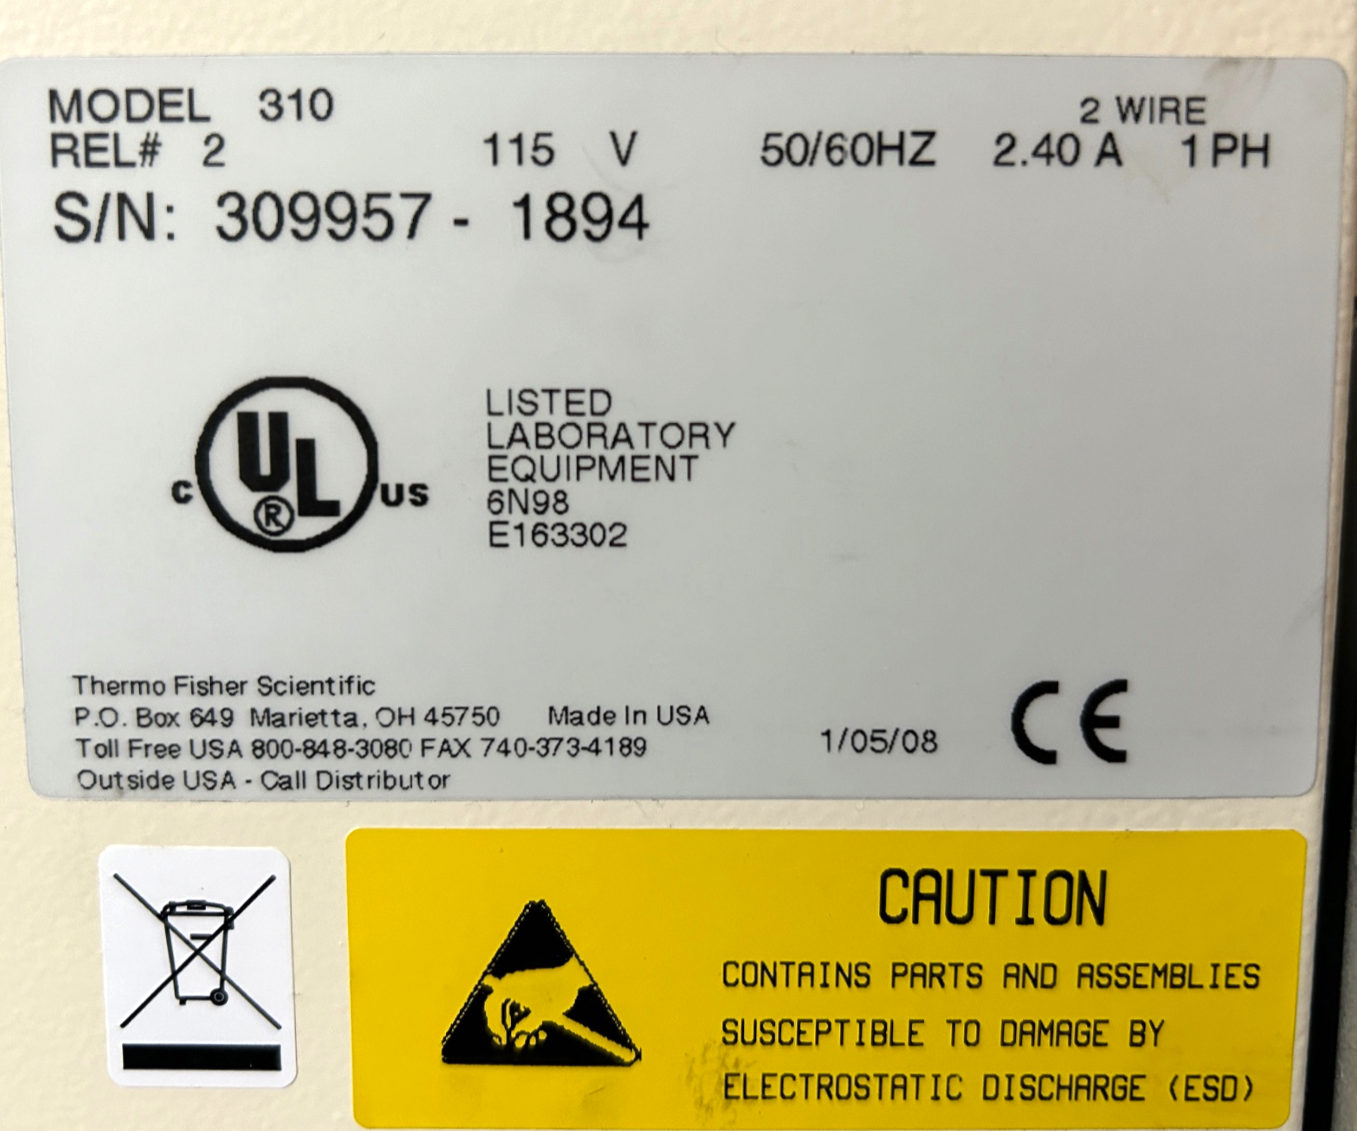 MODEL 310
2 WIRE
REL# 2 115 V 50/60HZ 2.40 A 1 PH
S/N: 309957 - 1894
C UL ® US
LISTED
LABORATORY
EQUIPMENT
6N98
E163302
Thermo Fisher Scientific
P.O. Box 649 Marietta, OH 45750 Made In USA
Toll Free USA 800-848-3080 FAX 740-373-4189
Outside USA - Call Distributor
1/05/08
CE
CAUTION
CONTAINS PARTS AND ASSEMBLIES
SUSCEPTIBLE TO DAMAGE BY
ELECTROSTATIC DISCHARGE (ESD)